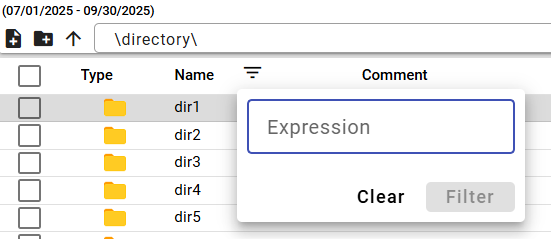 (07/01/2025 - 09/30/2025)
\directory\
Type Name Comment
dir1
Expression
dir2
dir3
dir4
Clear Filter
dir5